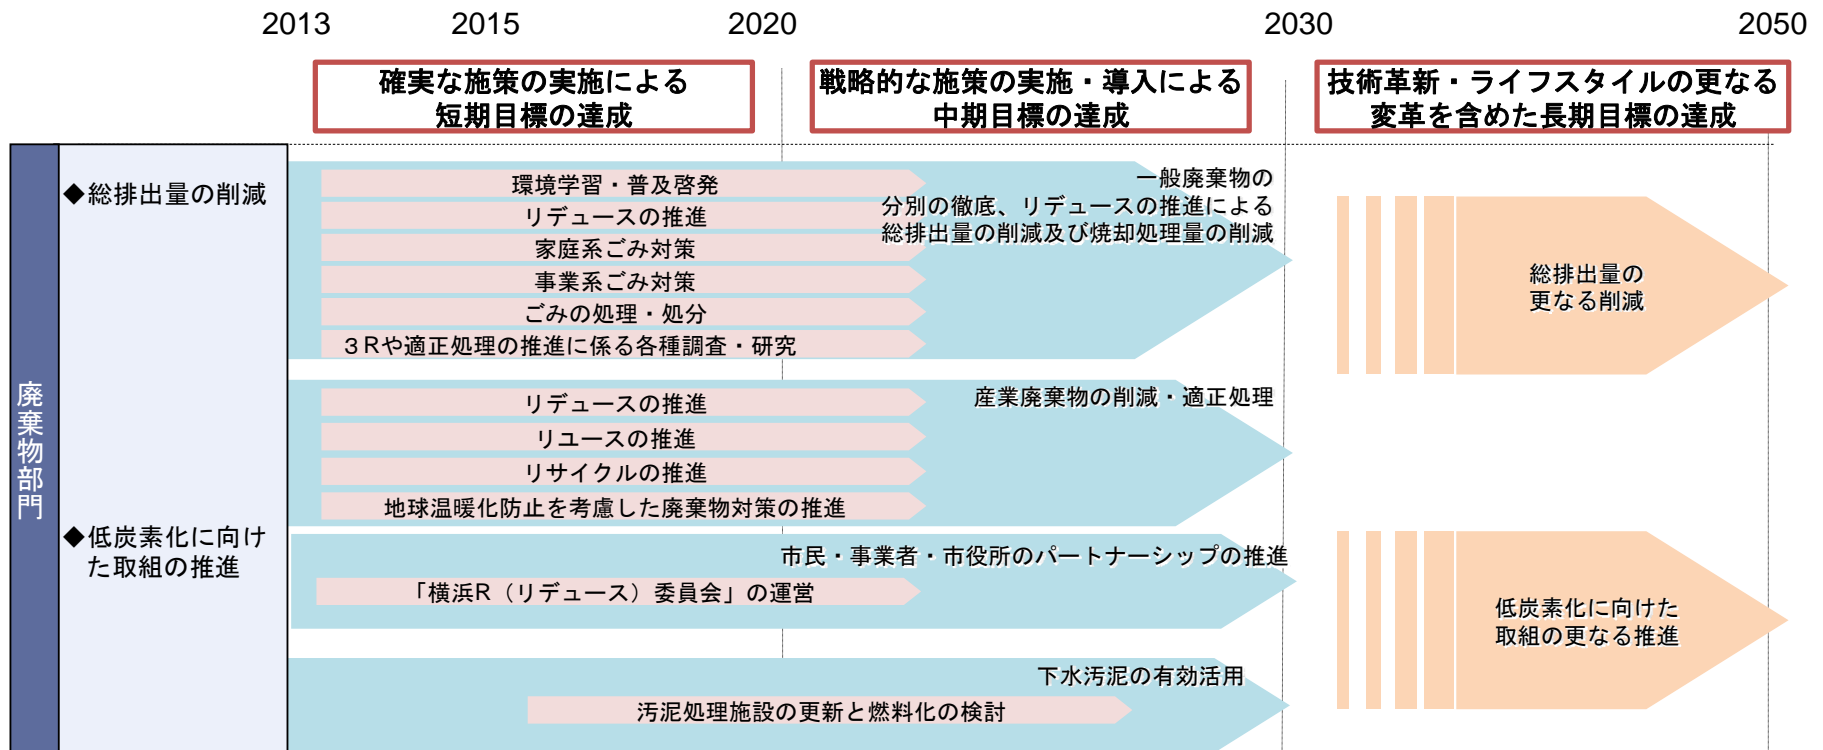 2013
2015
2020
2030
2050
確実な施策の実施による
短期目標の達成
戦略的な施策の実施・導入による
中期目標の達成
技術革新・ライフスタイルの更なる
変革を含めた長期目標の達成
廃棄物部門
◆総排出量の削減
環境学習・普及啓発
リデュースの推進
家庭系ごみ対策
事業系ごみ対策
ごみの処理・処分
３Rや適正処理の推進に係る各種調査・研究
一般廃棄物の
分別の徹底、リデュースの推進による
総排出量の削減及び焼却処理量の削減
総排出量の
更なる削減
リデュースの推進
リユースの推進
リサイクルの推進
地球温暖化防止を考慮した廃棄物対策の推進
産業廃棄物の削減・適正処理
◆低炭素化に向け
た取組の推進
市民・事業者・市役所のパートナーシップの推進
「横浜R（リデュース）委員会」の運営
低炭素化に向けた
取組の更なる推進
下水汚泥の有効活用
汚泥処理施設の更新と燃料化の検討